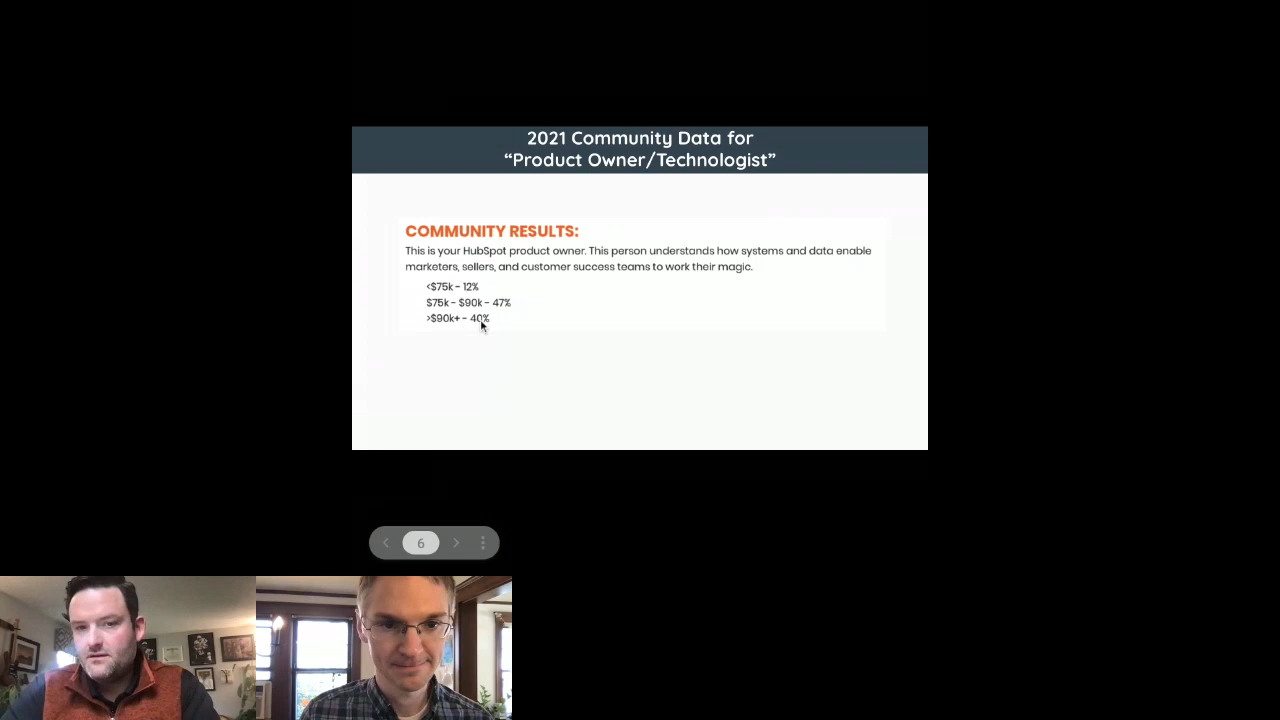 2021 Community Data for
“Product Owner/Technologist”
COMMUNITY RESULTS:
This is your HubSpot product owner. This person understands how systems and data enable
marketers, sellers, and customer success teams to work their magic.
<$75k - 12%
$75k - $90k - 47%
>$90k+ - 40%
6